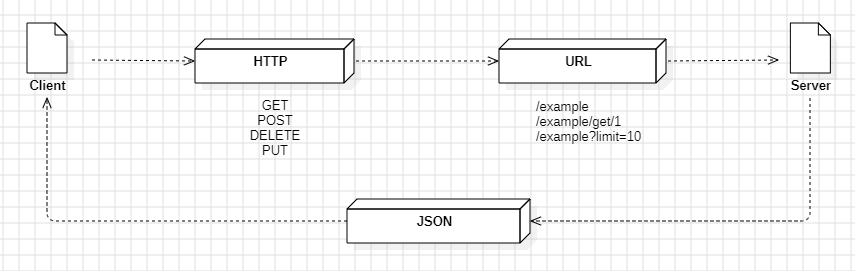 HTTP
URL
Client
Server
GET
POST
DELETE
PUT
/example
/example/get/1
/example?limit=10
JSON